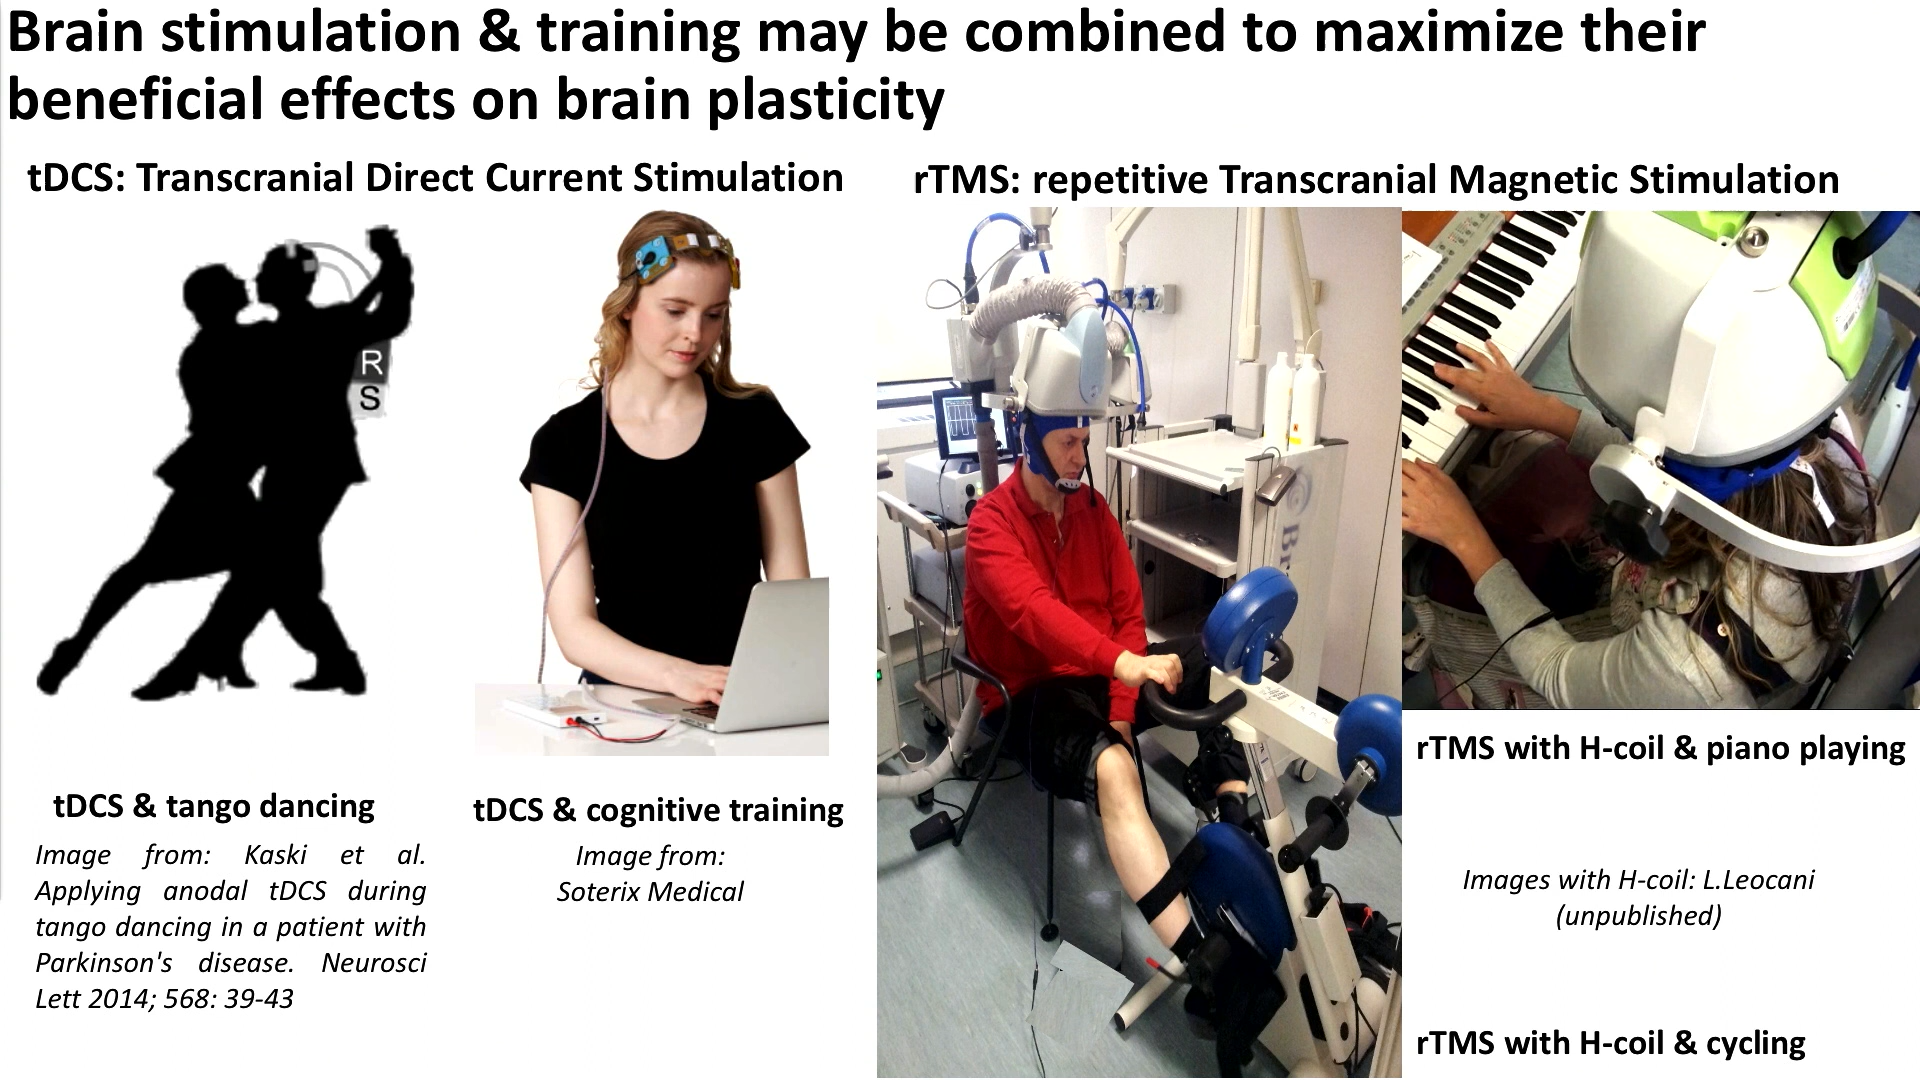 Brain stimulation & training may be combined to maximize their
beneficial effects on brain plasticity
tDCS: Transcranial Direct Current Stimulation
rTMS: repetitive Transcranial Magnetic Stimulation
R
S
tDCS & tango dancing
Image from: Kaski et al.
Applying anodal tDCS during
tango dancing in a patient with
Parkinson's disease. Neurosci
Lett 2014; 568: 39-43
tDCS & cognitive training
Image from:
Soterix Medical
rTMS with H-coil & piano playing
Images with H-coil: L.Leocani
(unpublished)
rTMS with H-coil & cycling